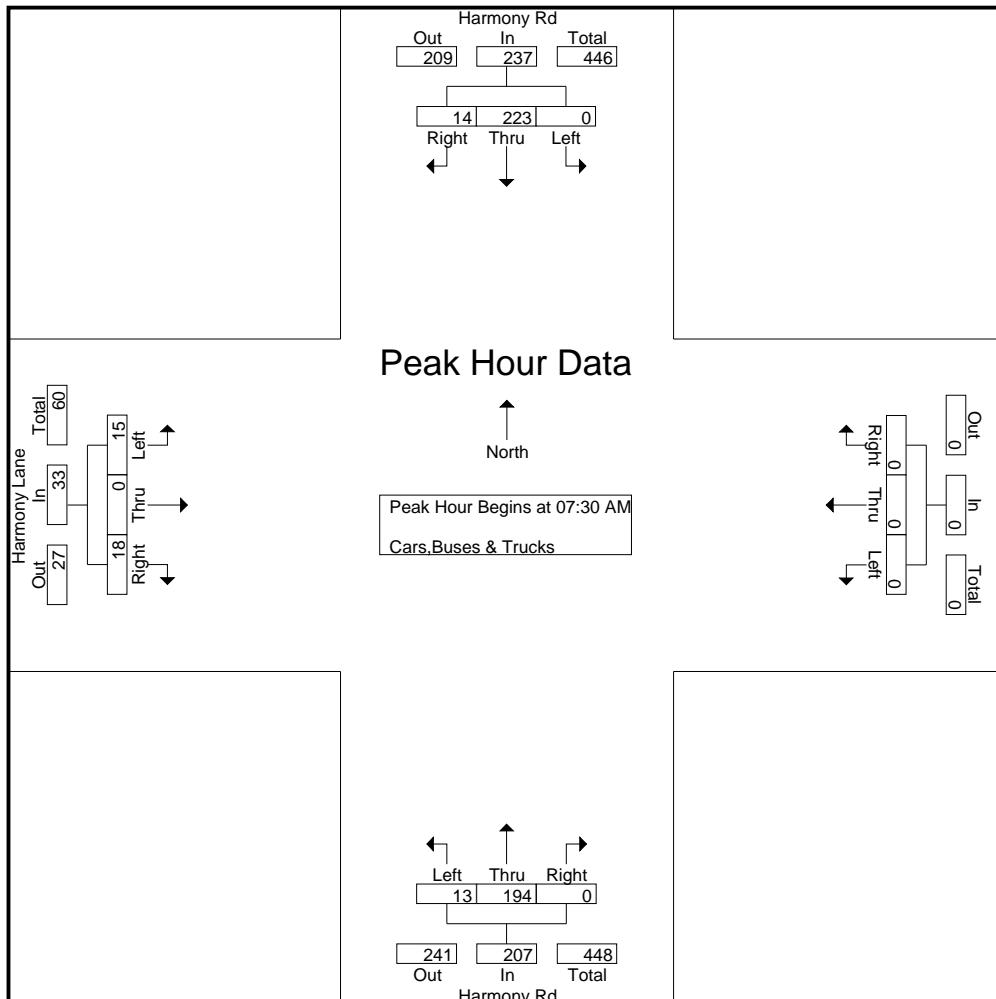 Harmony Rd
Out In Total
209 237 446
14 223 0
Right Thru Left
Peak Hour Data
North
Peak Hour Begins at 07:30 AM
Cars,Buses & Trucks
Harmony Lane
Out In Total
27 33 60
Right Thru Left
18 0 15
Out In Total
0 0 0
Right Thru Left
0 0 0
Left Thru Right
13 194 0
241 207 448
Out In Total
Harmony Rd